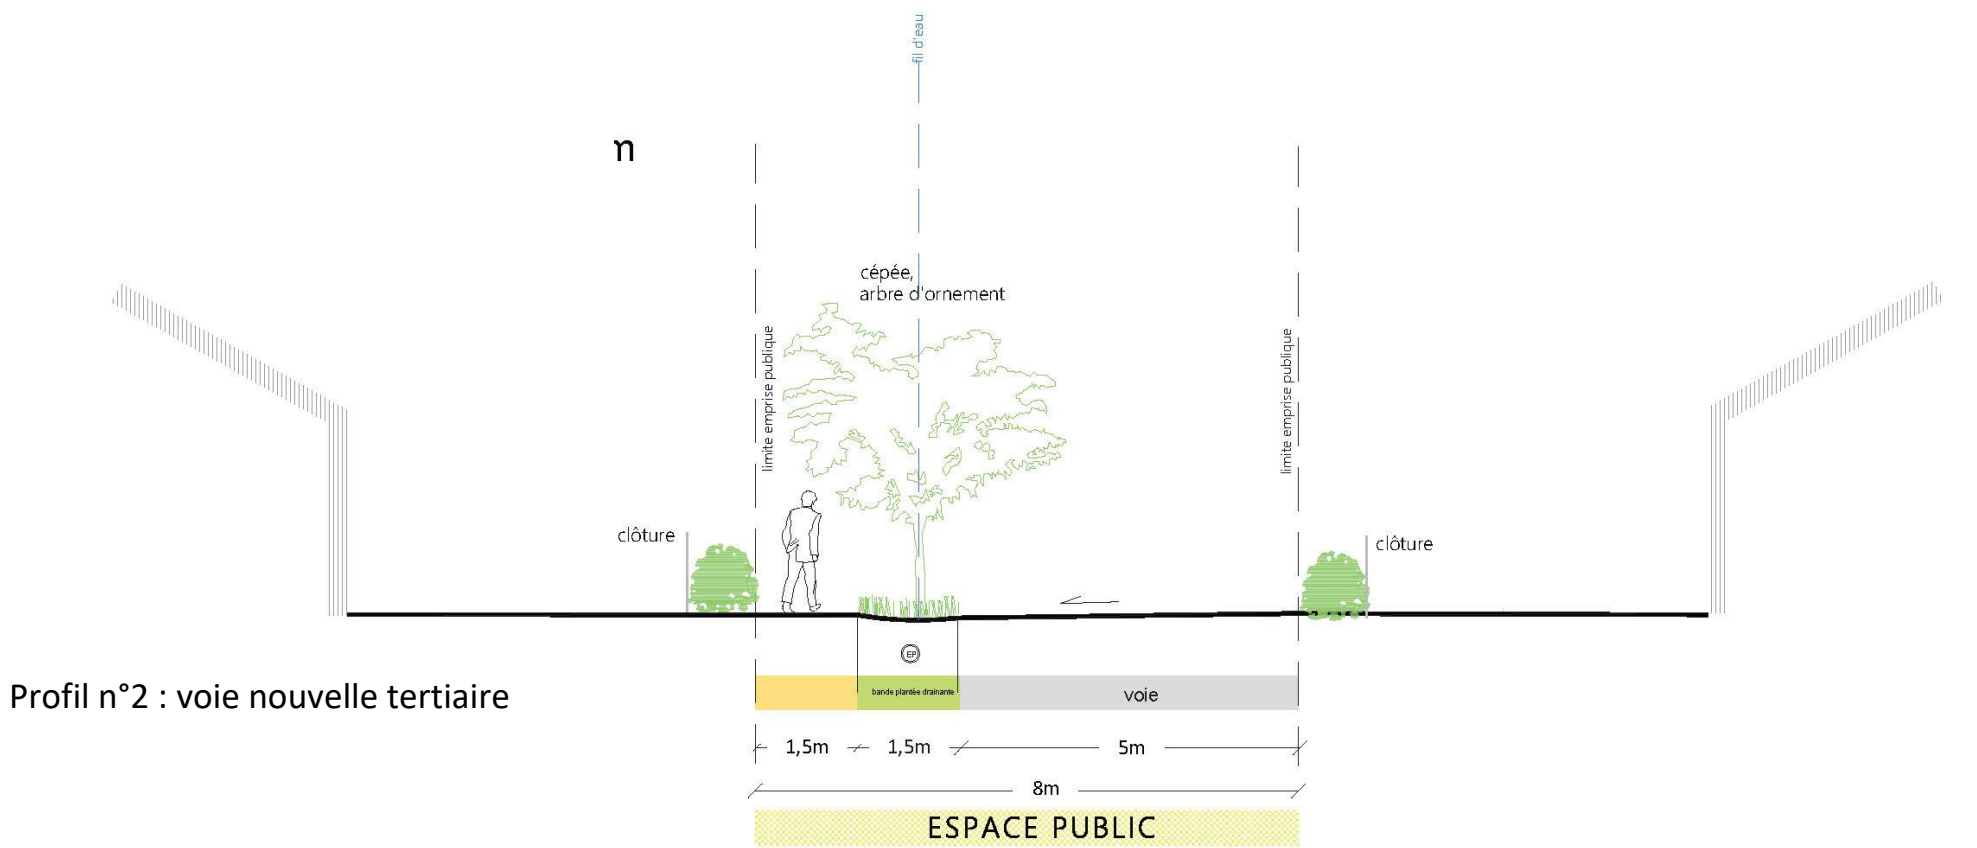 fil d'eau
n
cépée,
arbre d'ornement
limite emprise publique
limite emprise publique
clôture
clôture
EP
Profil n°2 : voie nouvelle tertiaire
bande plantée drainante
voie
1,5m
1,5m
5m
8m
ESPACE PUBLIC